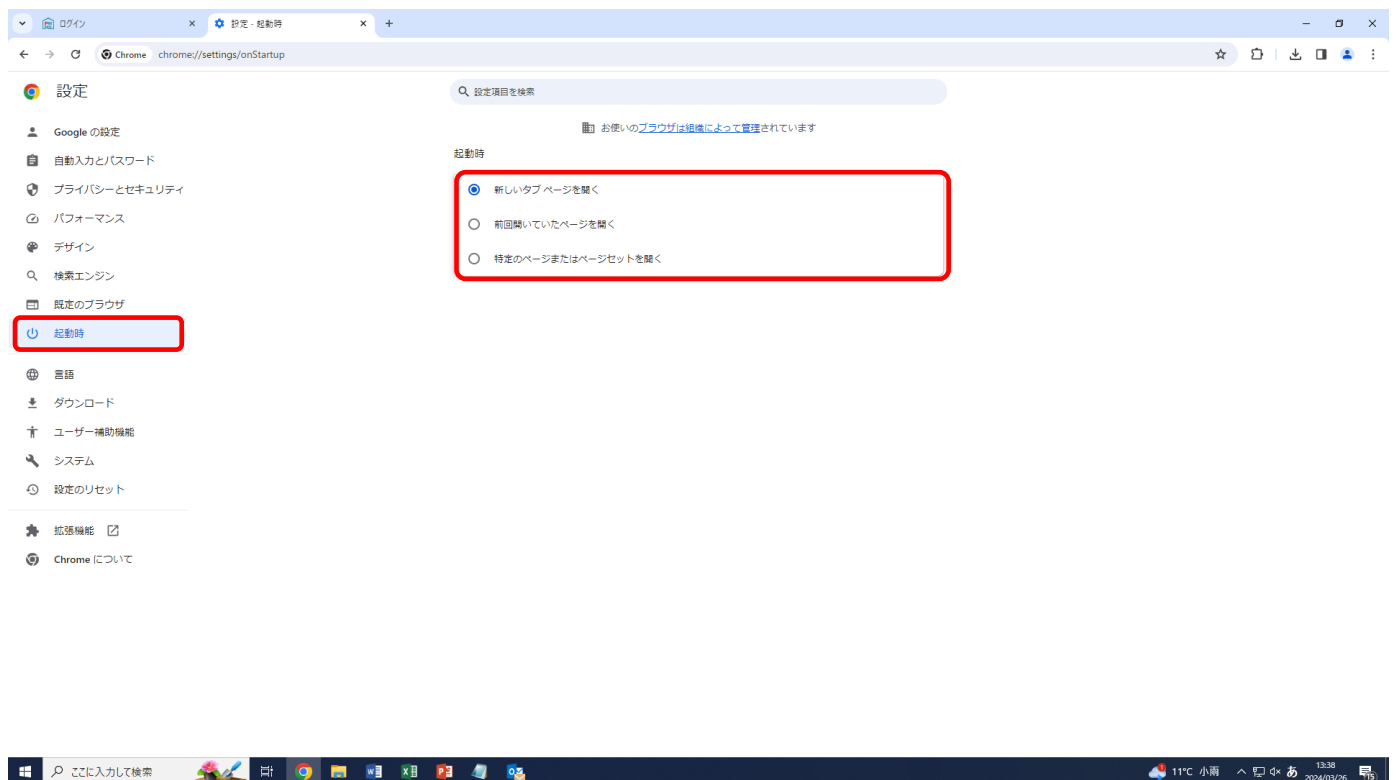 ログイン
設定 - 起動時
Chrome chrome://settings/onStartup
設定
設定項目を検索
お使いのブラウザは組織によって管理されています
Google の設定
自動入力とパスワード
プライバシーとセキュリティ
パフォーマンス
デザイン
検索エンジン
既定のブラウザ
起動時
言語
ダウンロード
ユーザー補助機能
システム
設定のリセット
拡張機能
Chrome について
起動時
新しいタブ ページを開く
前回開いていたページを開く
特定のページまたはページセットを開く
ここに入力して検索
11°C 小雨
あ
13:38
2024/03/26
15